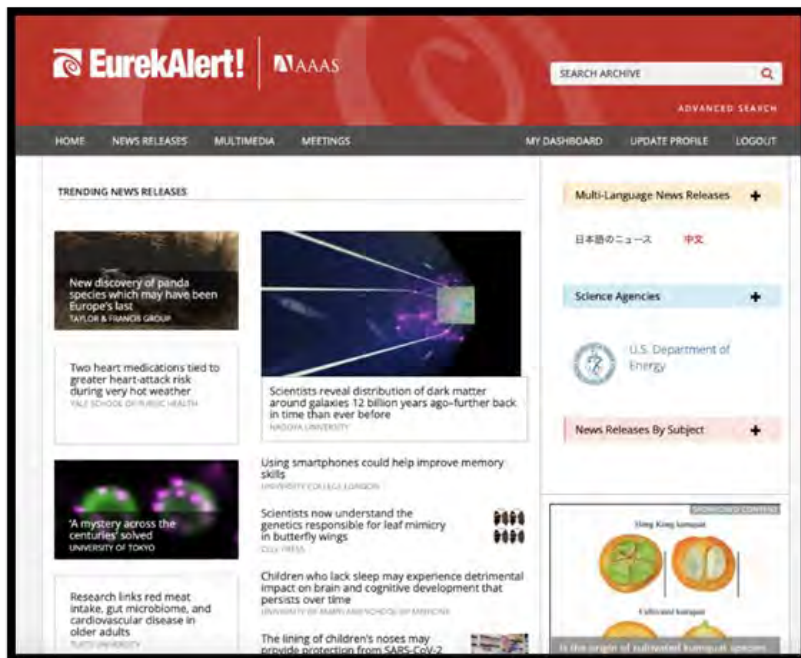 EurekAlert!
AAAS
SEARCH ARCHIVE
ADVANCED SEARCH
HOME NEWS RELEASES MULTIMEDIA MEETINGS MY DASHBOARD UPDATE PROFILE LOGOUT
TRENDING NEWS RELEASES
New discovery of panda
species which may have been
Europe's last
TAYLOR & FRANCIS GROUP
Two heart medications tied to
greater heart-attack risk
during very hot weather
YALE SCHOOL OF PUBLIC HEALTH
'A mystery across the
centuries' solved
UNIVERSITY OF TOKYO
Research links red meat
intake, gut microbiome, and
cardiovascular disease in
older adults
TUFTS UNIVERSITY
Scientists reveal distribution of dark matter
around galaxies 12 billion years ago–further back
in time than ever before
NAGOYA UNIVERSITY
Using smartphones could help improve memory
skills
UNIVERSITY COLLEGE LONDON
Scientists now understand the
genetics responsible for leaf mimicry
in butterfly wings
CELL PRESS
Children who lack sleep may experience detrimental
impact on brain and cognitive development that
persists over time
UNIVERSITY OF MARYLAND SCHOOL OF MEDICINE
The lining of children's noses may
provide protection from SARS-CoV-2
Multi-Language News Releases +
日本語のニュース 中文
Science Agencies +
U.S. Department of
Energy
News Releases By Subject +
SPONSORED CONTENT
Hong Kong kumquat
Cultivated kumquat
Is the origin of cultivated kumquat species